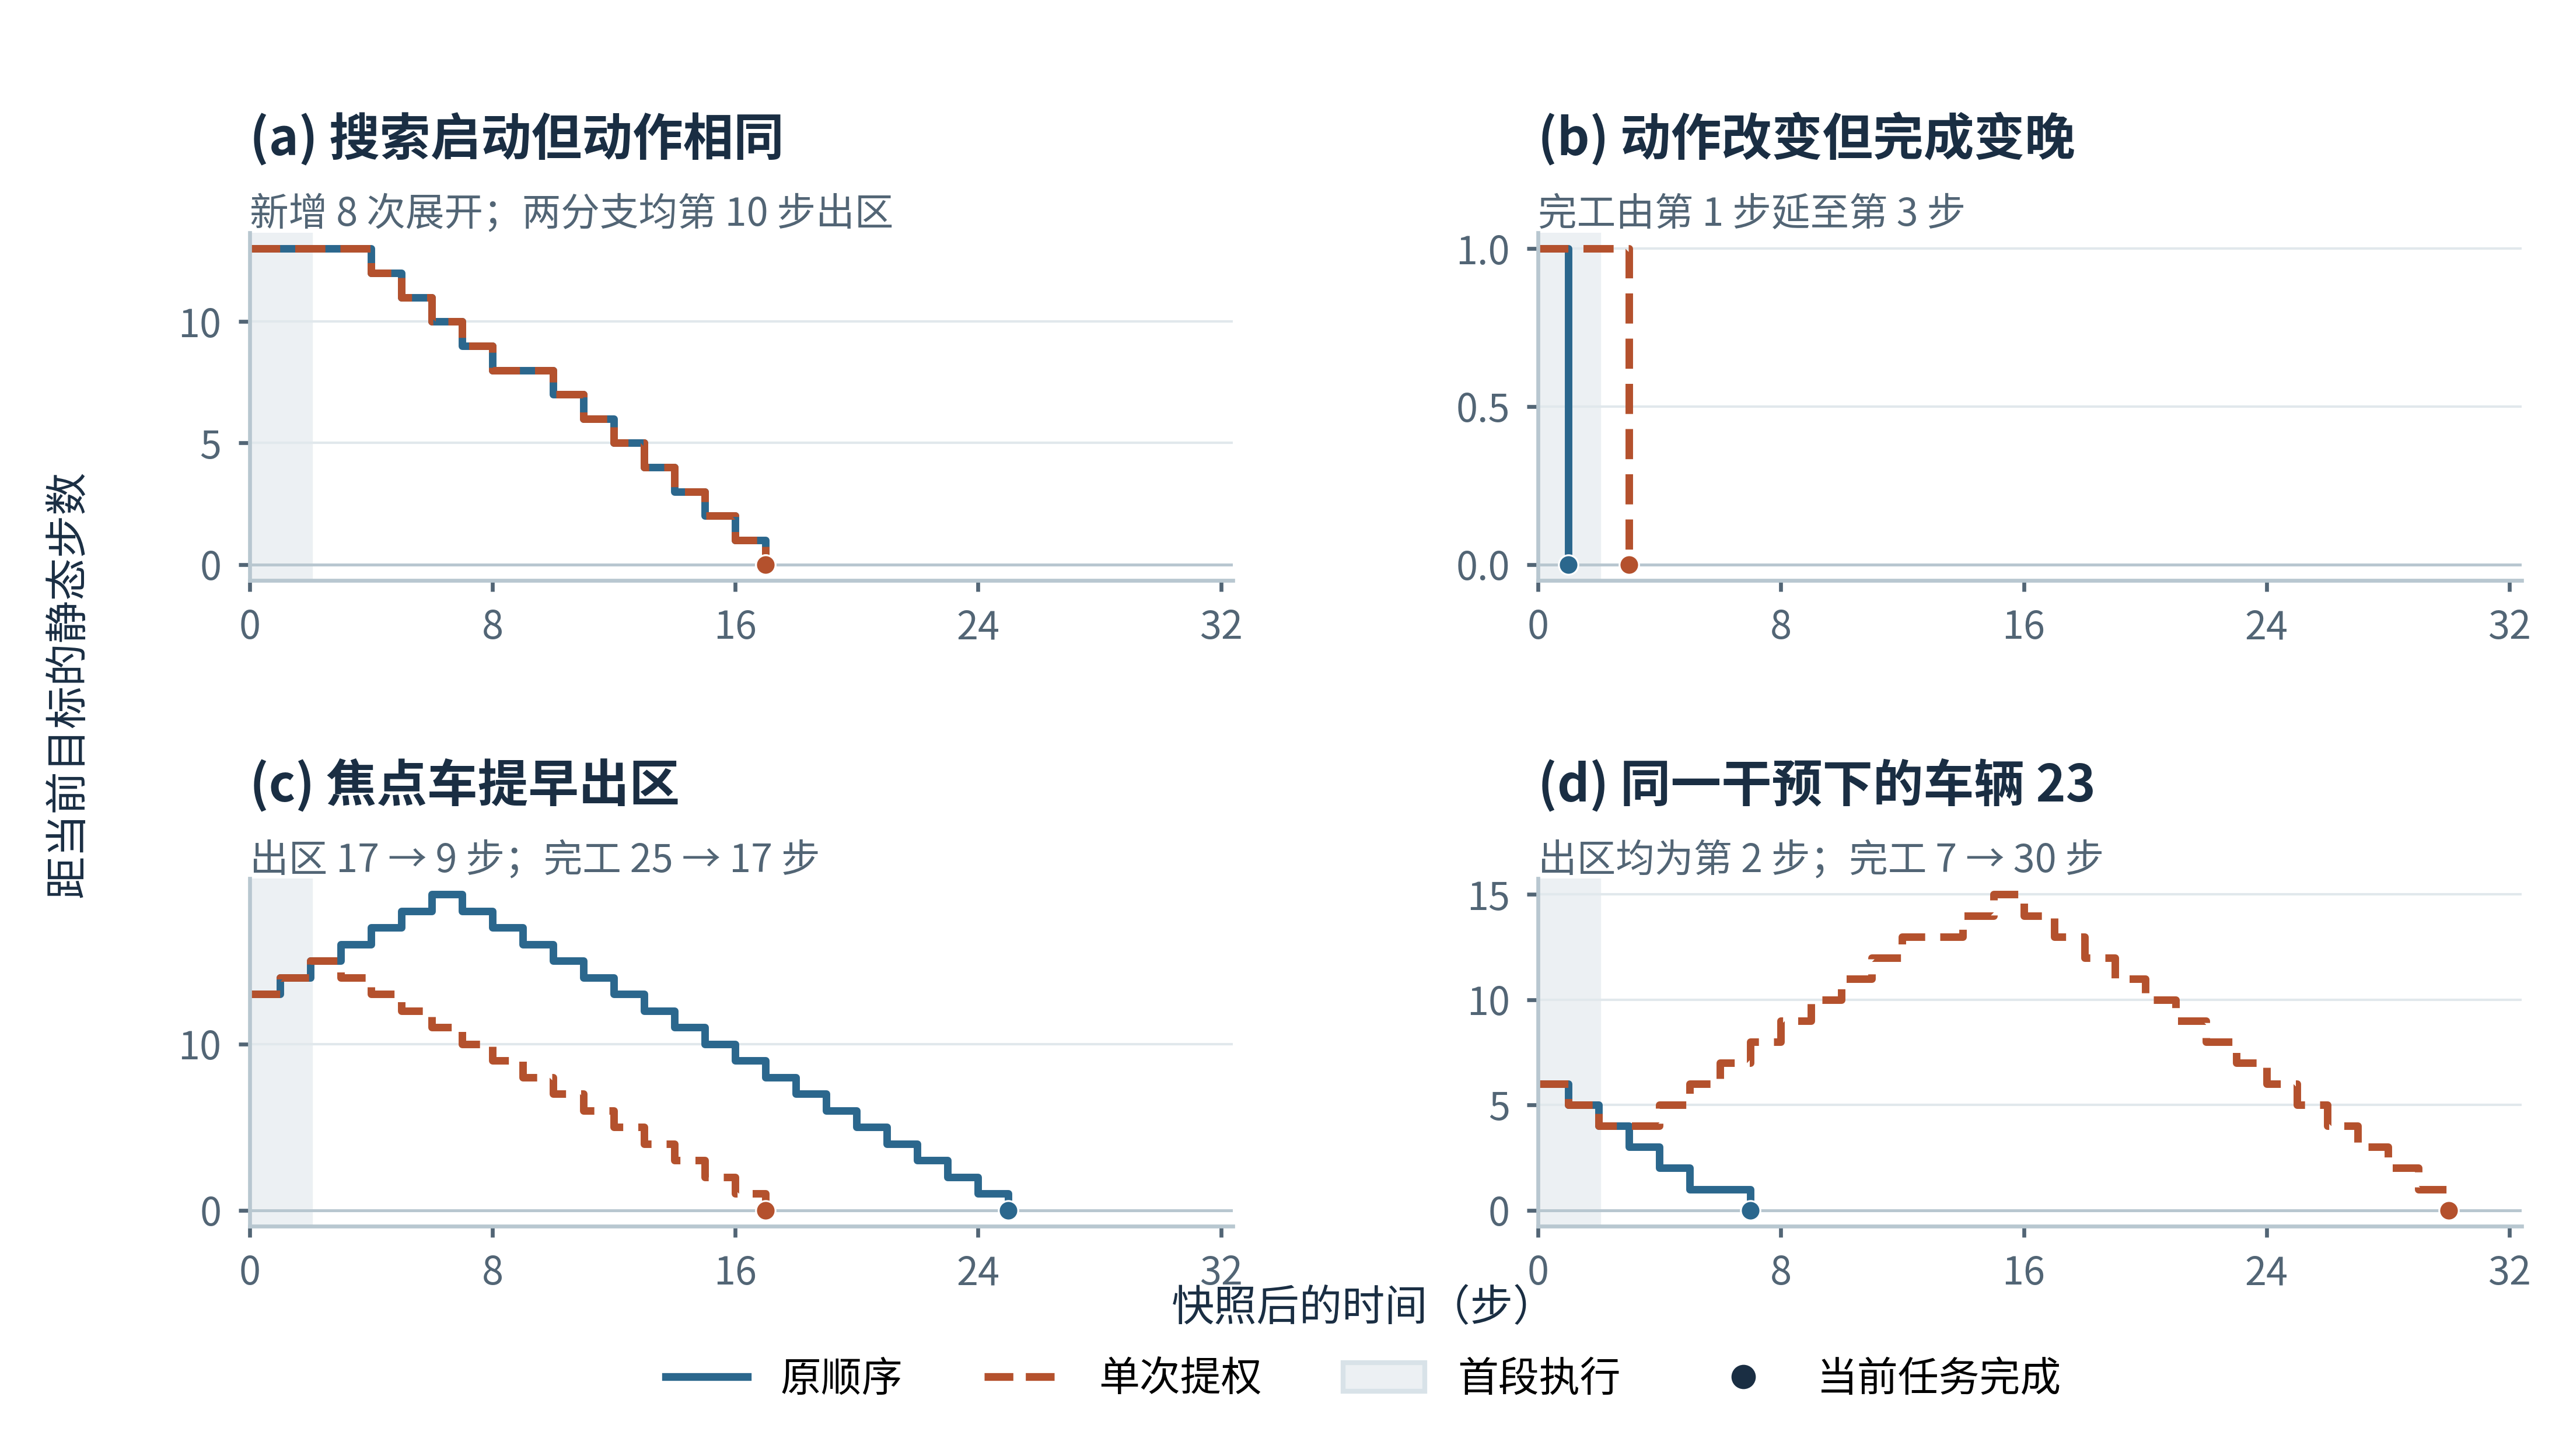 (a) 搜索启动但动作相同
新增 8 次展开；两分支均第 10 步出区
10
5
0
0 8 16 24 32
(b) 动作改变但完成变晚
完工由第 1 步延至第 3 步
1.0
0.5
0.0
0 8 16 24 32
距当前目标的静态步数
(c) 焦点车提早出区
出区 17 → 9 步；完工 25 → 17 步
10
0
0 8 16 24 32
(d) 同一干预下的车辆 23
出区均为第 2 步；完工 7 → 30 步
15
10
5
0
0 8 16 24 32
快照后的时间（步）
原顺序 单次提权 首段执行 当前任务完成